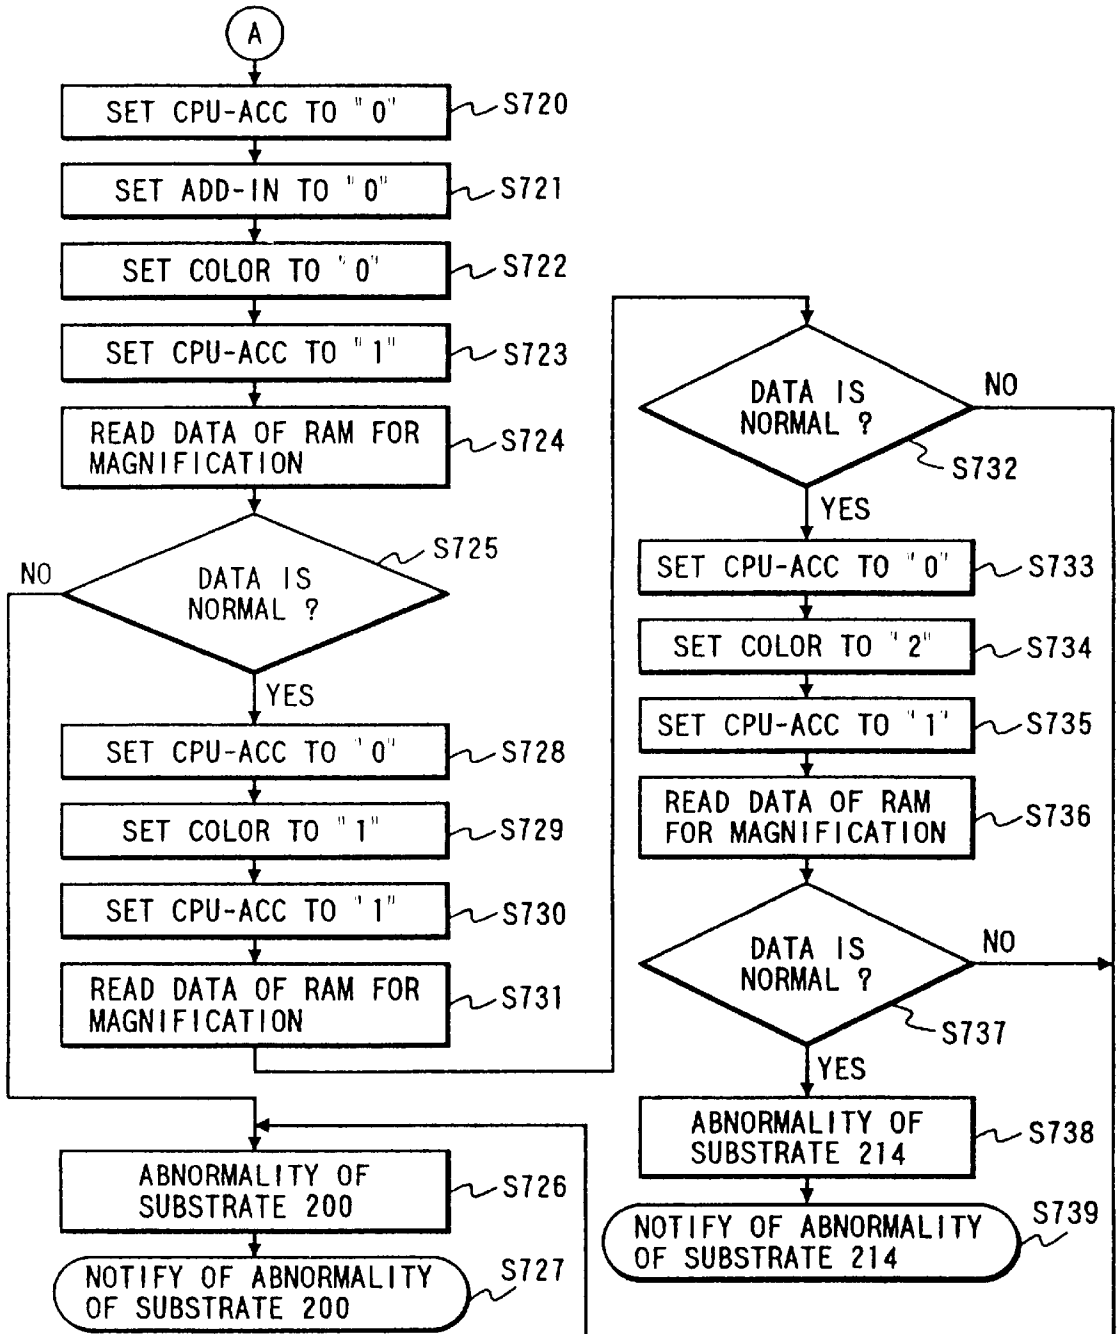 A
SET CPU-ACC TO "0"
S720
SET ADD-IN TO "0"
S721
SET COLOR TO "0"
S722
SET CPU-ACC TO "1"
S723
READ DATA OF RAM FOR
MAGNIFICATION
S724
S725
NO
DATA IS
NORMAL ?
YES
SET CPU-ACC TO "0"
S728
SET COLOR TO "1"
S729
SET CPU-ACC TO "1"
S730
READ DATA OF RAM FOR
MAGNIFICATION
S731
ABNORMALITY OF
SUBSTRATE 200
S726
NOTIFY OF ABNORMALITY
OF SUBSTRATE 200
S727
DATA IS
NORMAL ?
NO
S732
YES
SET CPU-ACC TO "0"
S733
SET COLOR TO "2"
S734
SET CPU-ACC TO "1"
S735
READ DATA OF RAM
FOR MAGNIFICATION
S736
DATA IS
NORMAL ?
NO
S737
YES
ABNORMALITY OF
SUBSTRATE 214
S738
NOTIFY OF ABNORMALITY
OF SUBSTRATE 214
S739